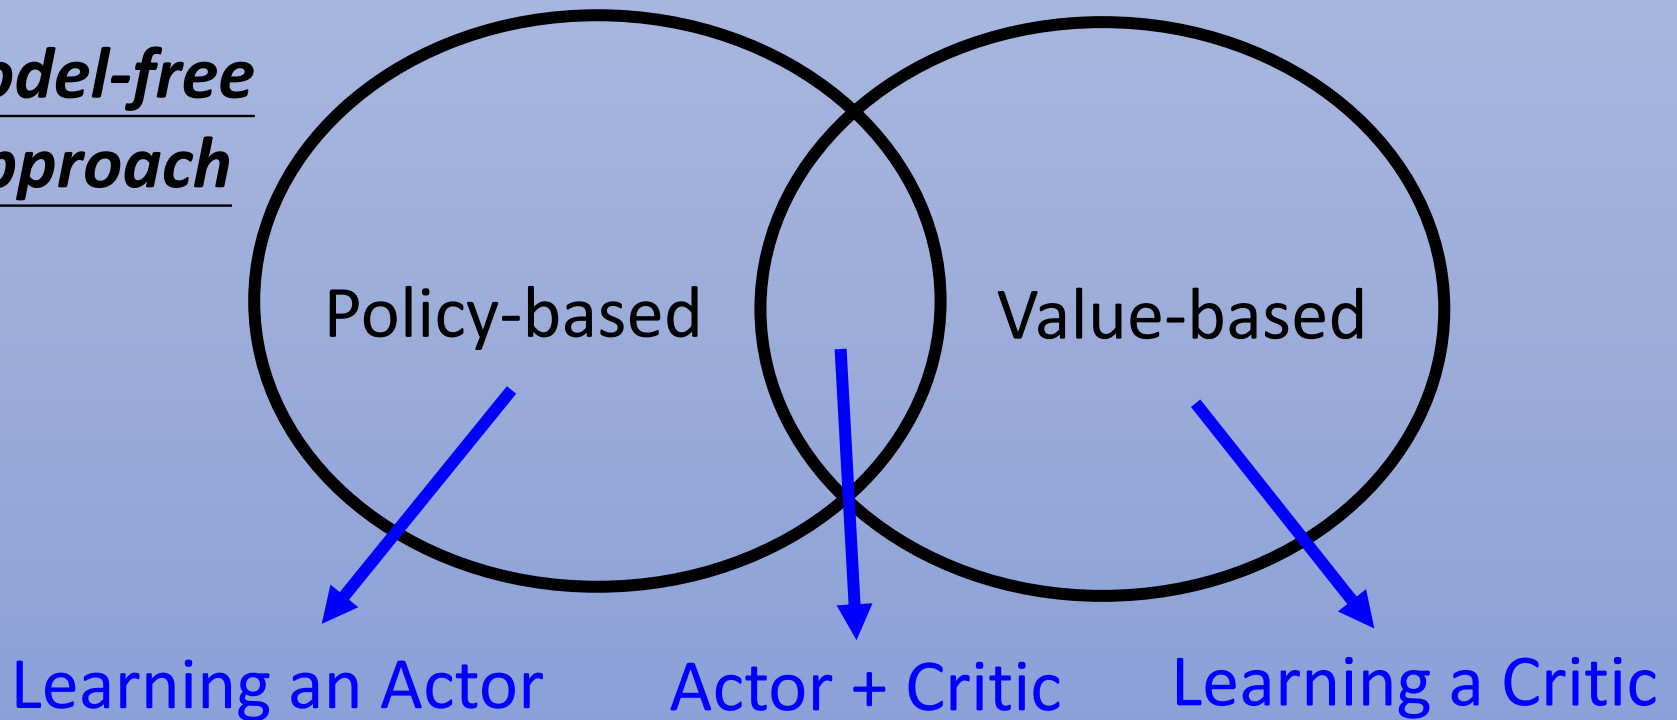 odel-free
pproach
Policy-based
Value-based
Learning an Actor
Actor + Critic
Learning a Critic